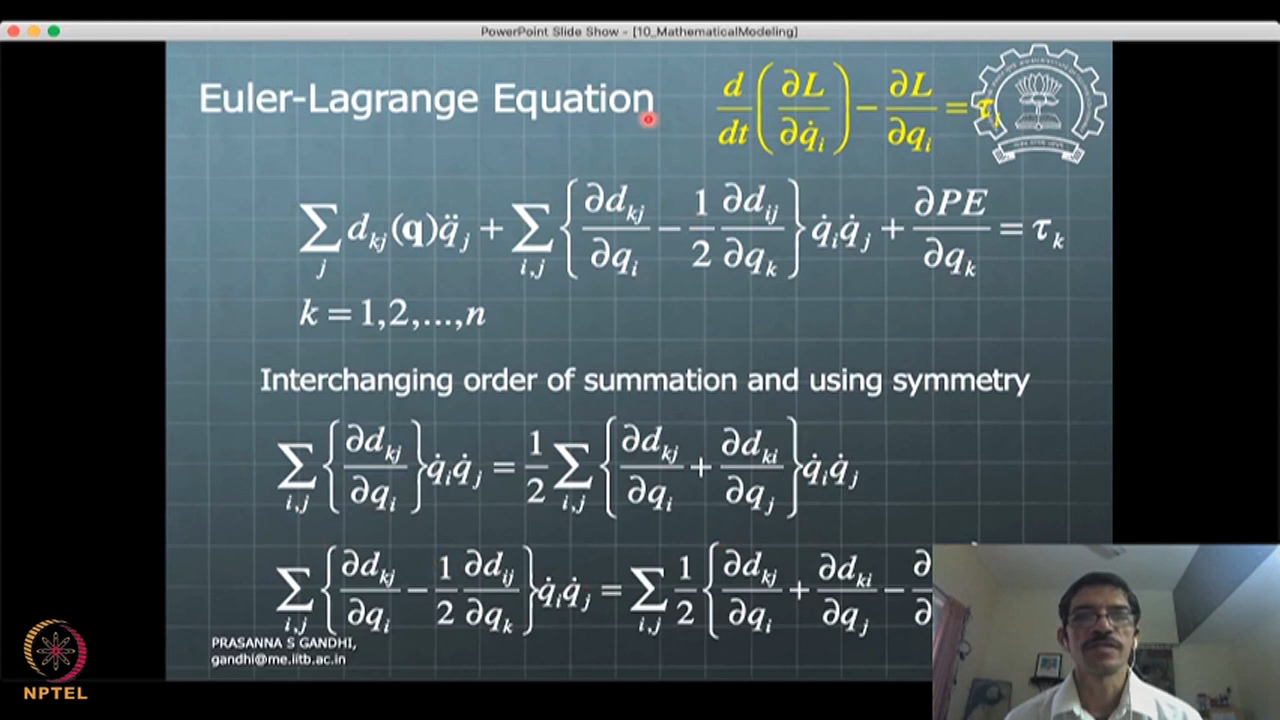 PowerPoint Slide Show - [10_MathematicalModeling]
Euler-Lagrange Equation
d/dt (∂L/∂q̇ᵢ) − ∂L/∂qᵢ = τᵢ
∑_j d_kj(q)q̈_j + ∑_i,j {∂d_kj/∂q_i − 1/2 ∂d_ij/∂q_k} q̇_i q̇_j + ∂PE/∂q_k = τ_k
k = 1,2,...,n
Interchanging order of summation and using symmetry
∑_i,j {∂d_kj/∂q_i} q̇_i q̇_j = 1/2 ∑_i,j {∂d_kj/∂q_i + ∂d_ki/∂q_j} q̇_i q̇_j
∑_i,j {∂d_kj/∂q_i − 1/2 ∂d_ij/∂q_k} q̇_i q̇_j = ∑_i,j 1/2 {∂d_kj/∂q_i + ∂d_ki/∂q_j − ∂/∂
PRASANNA S GANDHI,
gandhi@me.iitb.ac.in
NPTEL